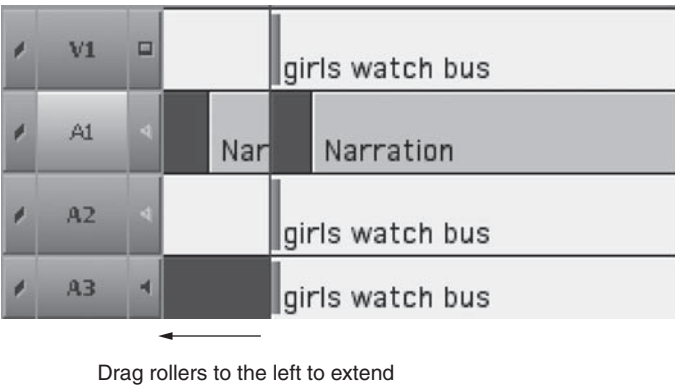 V1
girls watch bus
A1
Nar
Narration
A2
girls watch bus
A3
girls watch bus
Drag rollers to the left to extend